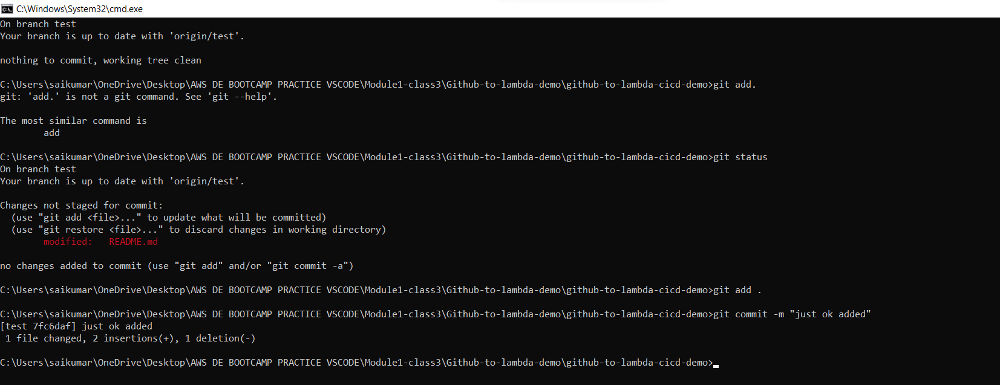 C:\Windows\System32\cmd.exe
On branch test
Your branch is up to date with 'origin/test'.
nothing to commit, working tree clean
C:\Users\saikumar\OneDrive\Desktop\AWS DE BOOTCAMP PRACTICE VSCODE\Module1-class3\Github-to-lambda-demo\github-to-lambda-cicd-demo>git add.
git: 'add.' is not a git command. See 'git --help'.
The most similar command is
        add
C:\Users\saikumar\OneDrive\Desktop\AWS DE BOOTCAMP PRACTICE VSCODE\Module1-class3\Github-to-lambda-demo\github-to-lambda-cicd-demo>git status
On branch test
Your branch is up to date with 'origin/test'.
Changes not staged for commit:
  (use "git add <file>..." to update what will be committed)
  (use "git restore <file>..." to discard changes in working directory)
        modified:   README.md
no changes added to commit (use "git add" and/or "git commit -a")
C:\Users\saikumar\OneDrive\Desktop\AWS DE BOOTCAMP PRACTICE VSCODE\Module1-class3\Github-to-lambda-demo\github-to-lambda-cicd-demo>git add .
C:\Users\saikumar\OneDrive\Desktop\AWS DE BOOTCAMP PRACTICE VSCODE\Module1-class3\Github-to-lambda-demo\github-to-lambda-cicd-demo>git commit -m "just ok added"
[test 7fc6daf] just ok added
 1 file changed, 2 insertions(+), 1 deletion(-)
C:\Users\saikumar\OneDrive\Desktop\AWS DE BOOTCAMP PRACTICE VSCODE\Module1-class3\Github-to-lambda-demo\github-to-lambda-cicd-demo>